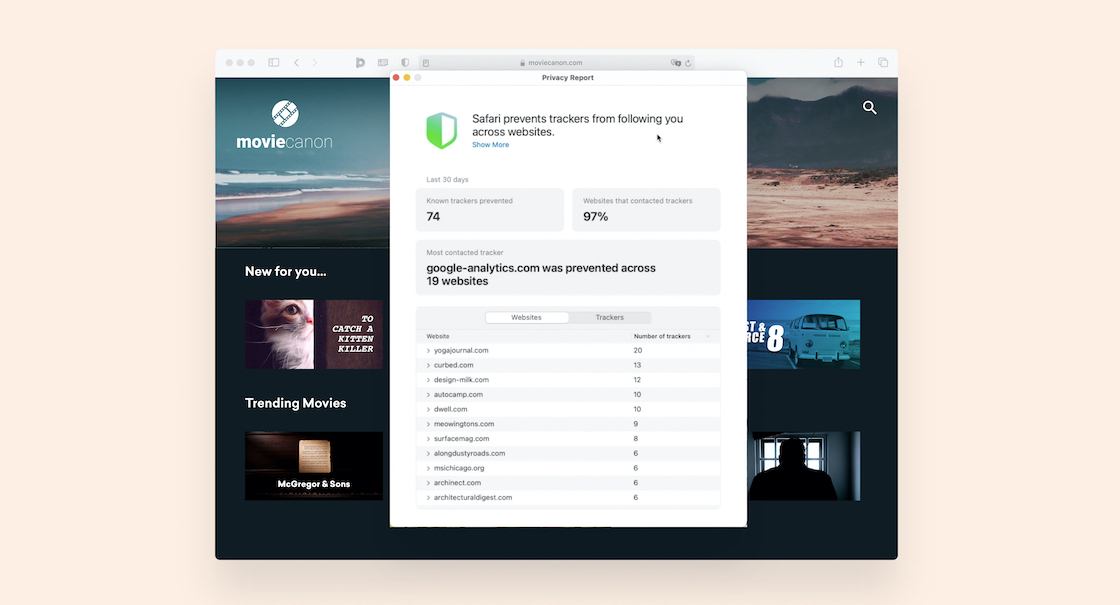 moviecanon.com
Privacy Report
moviecanon
Safari prevents trackers from following you
across websites.
Show More
Last 30 days
Known trackers prevented
74
Websites that contacted trackers
97%
Most contacted tracker
google-analytics.com was prevented across
19 websites
Websites Trackers
Website Number of trackers
yogajournal.com 20
curbed.com 13
design-milk.com 12
autocamp.com 10
dwell.com 10
meowingtons.com 9
surfacemag.com 8
alongdustyroads.com 6
msichicago.org 6
archinect.com 6
architecturaldigest.com 6
New for you...
TO
CATCH A
KITTEN
KILLER
ST &
RCE 8
Trending Movies
McGregor & Sons